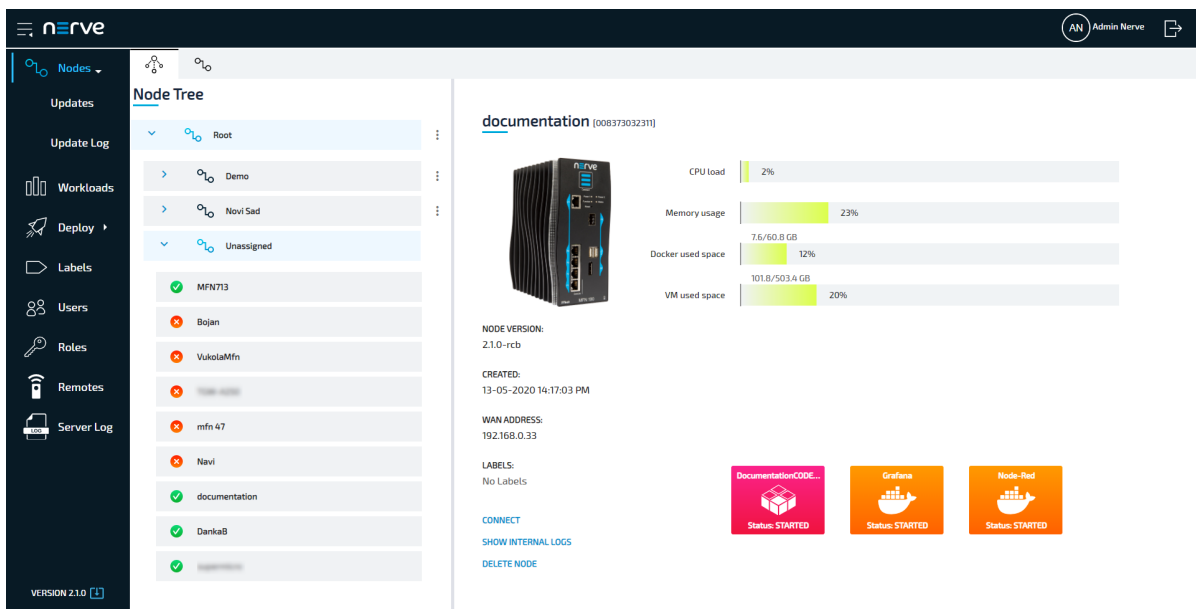 nerve
AN Admin Nerve
Nodes
Updates
Update Log
Workloads
Deploy
Labels
Users
Roles
Remotes
LOG Server Log
VERSION 2.1.0
Node Tree
Root
Demo
Novi Sad
Unassigned
MFN713
Bojan
VukolaMfn
mfn 47
Navi
documentation
DankaB
documentation [008373032311]
nerve
CPU load 2%
Memory usage 23%
7.6/60.8 GB
Docker used space 12%
101.8/503.4 GB
VM used space 20%
NODE VERSION:
2.1.0-rcb
CREATED:
13-05-2020 14:17:03 PM
WAN ADDRESS:
192.168.0.33
LABELS:
No Labels
CONNECT
SHOW INTERNAL LOGS
DELETE NODE
DocumentationCODE...
Status: STARTED
Grafana
Status: STARTED
Node-Red
Status: STARTED